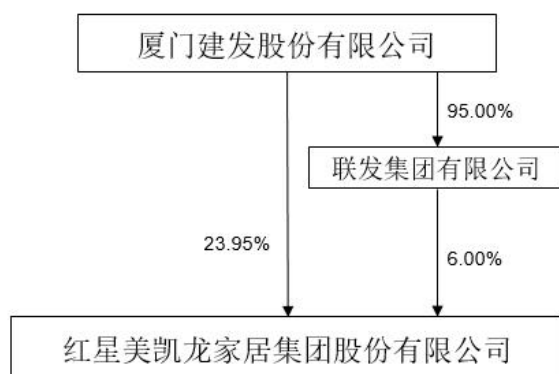 厦门建发股份有限公司
95.00%
联发集团有限公司
23.95%
6.00%
红星美凯龙家居集团股份有限公司